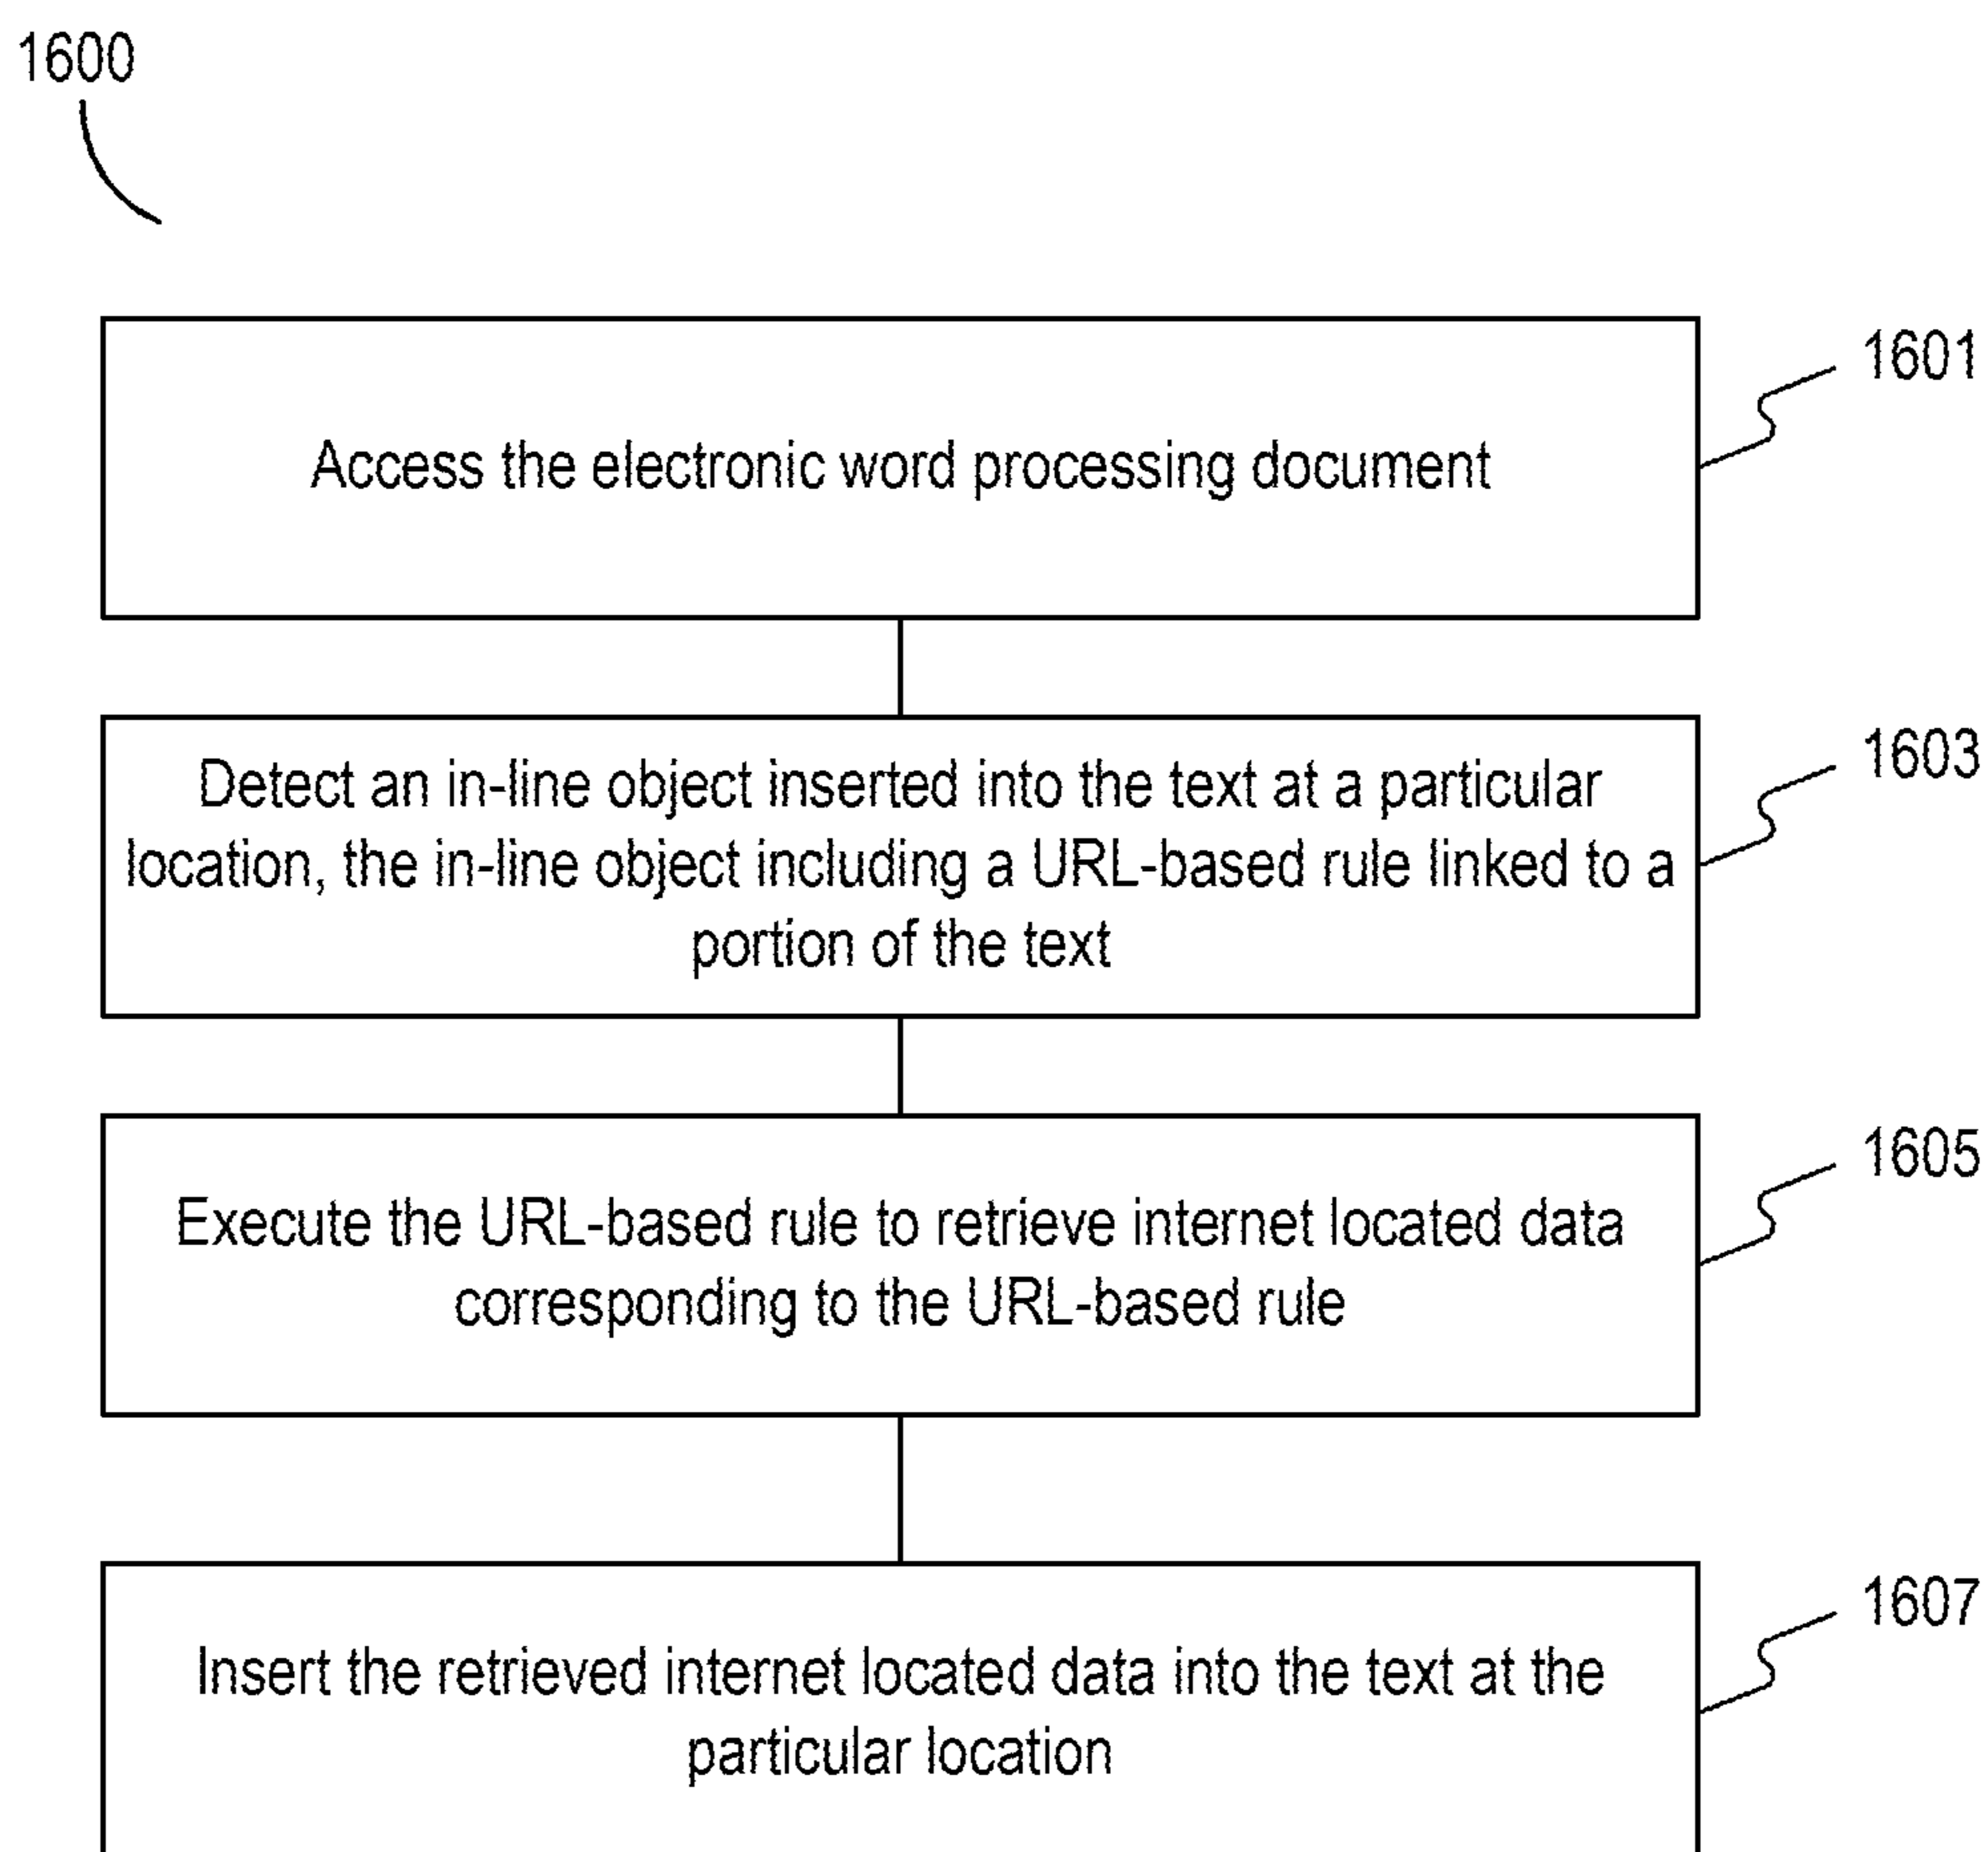 1600
1601
Access the electronic word processing document
1603
Detect an in-line object inserted into the text at a particular
location, the in-line object including a URL-based rule linked to a
portion of the text
1605
Execute the URL-based rule to retrieve internet located data
corresponding to the URL-based rule
1607
Insert the retrieved internet located data into the text at the
particular location